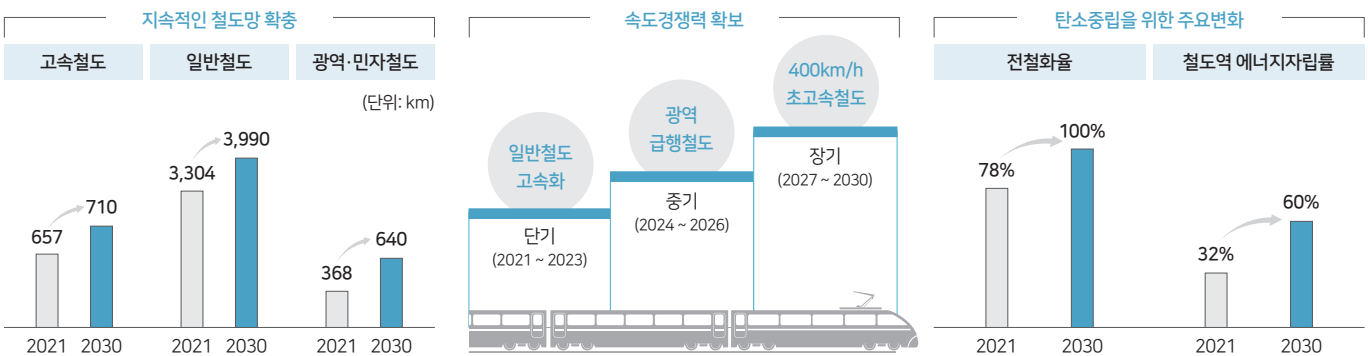 지속적인 철도망 확충
고속철도
일반철도
광역·민자철도
(단위: km)
657
710
3,304
3,990
368
640
2021
2030
2021
2030
2021
2030
속도경쟁력 확보
일반철도
고속화
단기
(2021 ~ 2023)
광역
급행철도
중기
(2024 ~ 2026)
400km/h
초고속철도
장기
(2027 ~ 2030)
탄소중립을 위한 주요변화
전철화율
철도역 에너지자립률
78%
100%
32%
60%
2021
2030
2021
2030